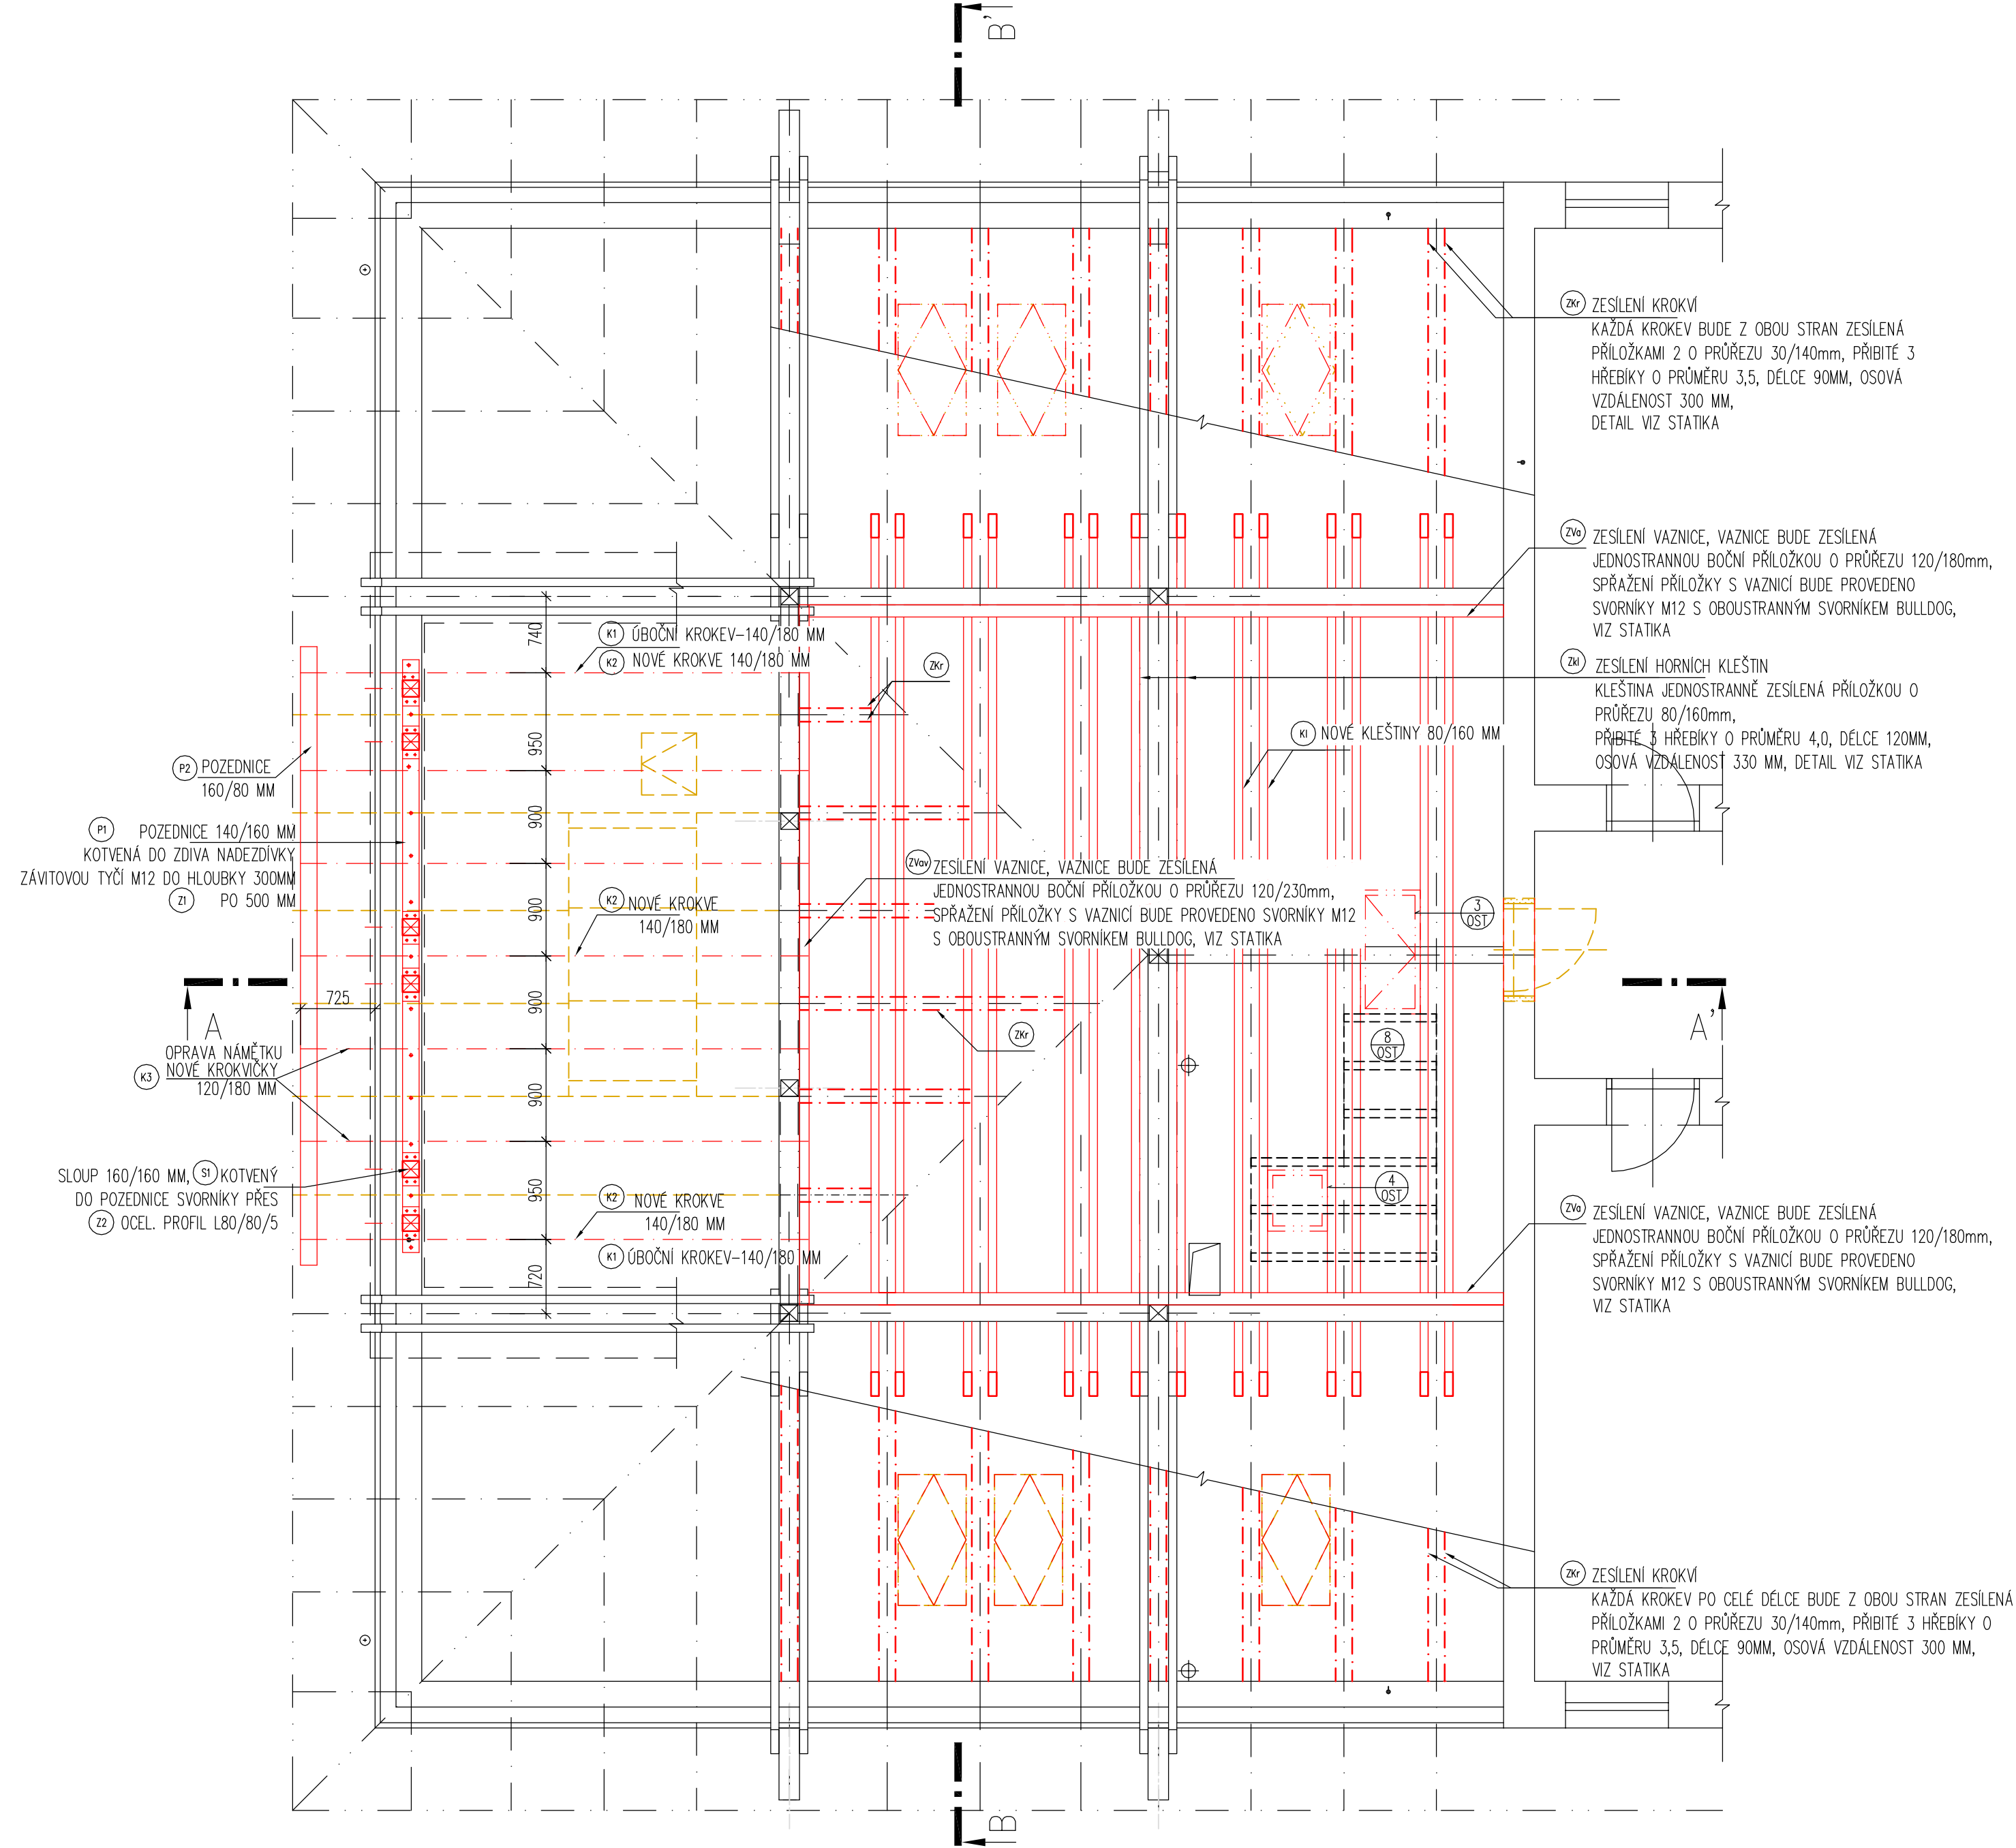 B'
ZKr ZESÍLENÍ KROKVÍ
KAŽDÁ KROKEV BUDE Z OBOU STRAN ZESÍLENÁ
PŘÍLOŽKAMI 2 O PRŮŘEZU 30/140mm, PŘIBITÉ 3
HŘEBÍKY O PRŮMĚRU 3,5, DÉLCE 90MM, OSOVÁ
VZDÁLENOST 300 MM,
DETAIL VIZ STATIKA
ZVa ZESÍLENÍ VAZNICE, VAZNICE BUDE ZESÍLENÁ
JEDNOSTRANNOU BOČNÍ PŘÍLOŽKOU O PRŮŘEZU 120/180mm,
SPŘAŽENÍ PŘÍLOŽKY S VAZNICÍ BUDE PROVEDENO
SVORNÍKY M12 S OBOUSTRANNÝM SVORNÍKEM BULLDOG,
VIZ STATIKA
Zkl ZESÍLENÍ HORNÍCH KLEŠTIN
KLEŠTINA JEDNOSTRANNĚ ZESÍLENÁ PŘÍLOŽKOU O
PRŮŘEZU 80/160mm,
PŘIBITÉ 3 HŘEBÍKY O PRŮMĚRU 4,0, DÉLCE 120MM,
OSOVÁ VZDÁLENOST 330 MM, DETAIL VIZ STATIKA
740
K1 ÚBOČNÍ KROKEV-140/180 MM
K2 NOVÉ KROKVE 140/180 MM
ZKr
Kl NOVÉ KLEŠTINY 80/160 MM
950
P2 POZEDNICE
160/80 MM
900
P1 POZEDNICE 140/160 MM
KOTVENÁ DO ZDIVA NADEZDÍVKY
ZÁVITOVOU TYČÍ M12 DO HLOUBKY 300MM
Z1 PO 500 MM
ZVav ZESÍLENÍ VAZNICE, VAZNICE BUDE ZESÍLENÁ
JEDNOSTRANNOU BOČNÍ PŘÍLOŽKOU O PRŮŘEZU 120/230mm,
SPŘAŽENÍ PŘÍLOŽKY S VAZNICÍ BUDE PROVEDENO SVORNÍKY M12
S OBOUSTRANNÝM SVORNÍKEM BULLDOG, VIZ STATIKA
900
K2 NOVÉ KROKVE
140/180 MM
3
OST
725
900
A
A'
OPRAVA NÁMĚTKU
K3 NOVÉ KROKVIČKY
120/180 MM
ZKr
8
OST
900
SLOUP 160/160 MM, S1 KOTVENÝ
DO POZEDNICE SVORNÍKY PŘES
Z2 OCEL. PROFIL L80/80/5
950
K2 NOVÉ KROKVE
140/180 MM
K1 ÚBOČNÍ KROKEV-140/180 MM
4
OST
720
ZVa ZESÍLENÍ VAZNICE, VAZNICE BUDE ZESÍLENÁ
JEDNOSTRANNOU BOČNÍ PŘÍLOŽKOU O PRŮŘEZU 120/180mm,
SPŘAŽENÍ PŘÍLOŽKY S VAZNICÍ BUDE PROVEDENO
SVORNÍKY M12 S OBOUSTRANNÝM SVORNÍKEM BULLDOG,
VIZ STATIKA
ZKr ZESÍLENÍ KROKVÍ
KAŽDÁ KROKEV PO CELÉ DÉLCE BUDE Z OBOU STRAN ZESÍLENÁ
PŘÍLOŽKAMI 2 O PRŮŘEZU 30/140mm, PŘIBITÉ 3 HŘEBÍKY O
PRŮMĚRU 3,5, DÉLCE 90MM, OSOVÁ VZDÁLENOST 300 MM,
VIZ STATIKA
B